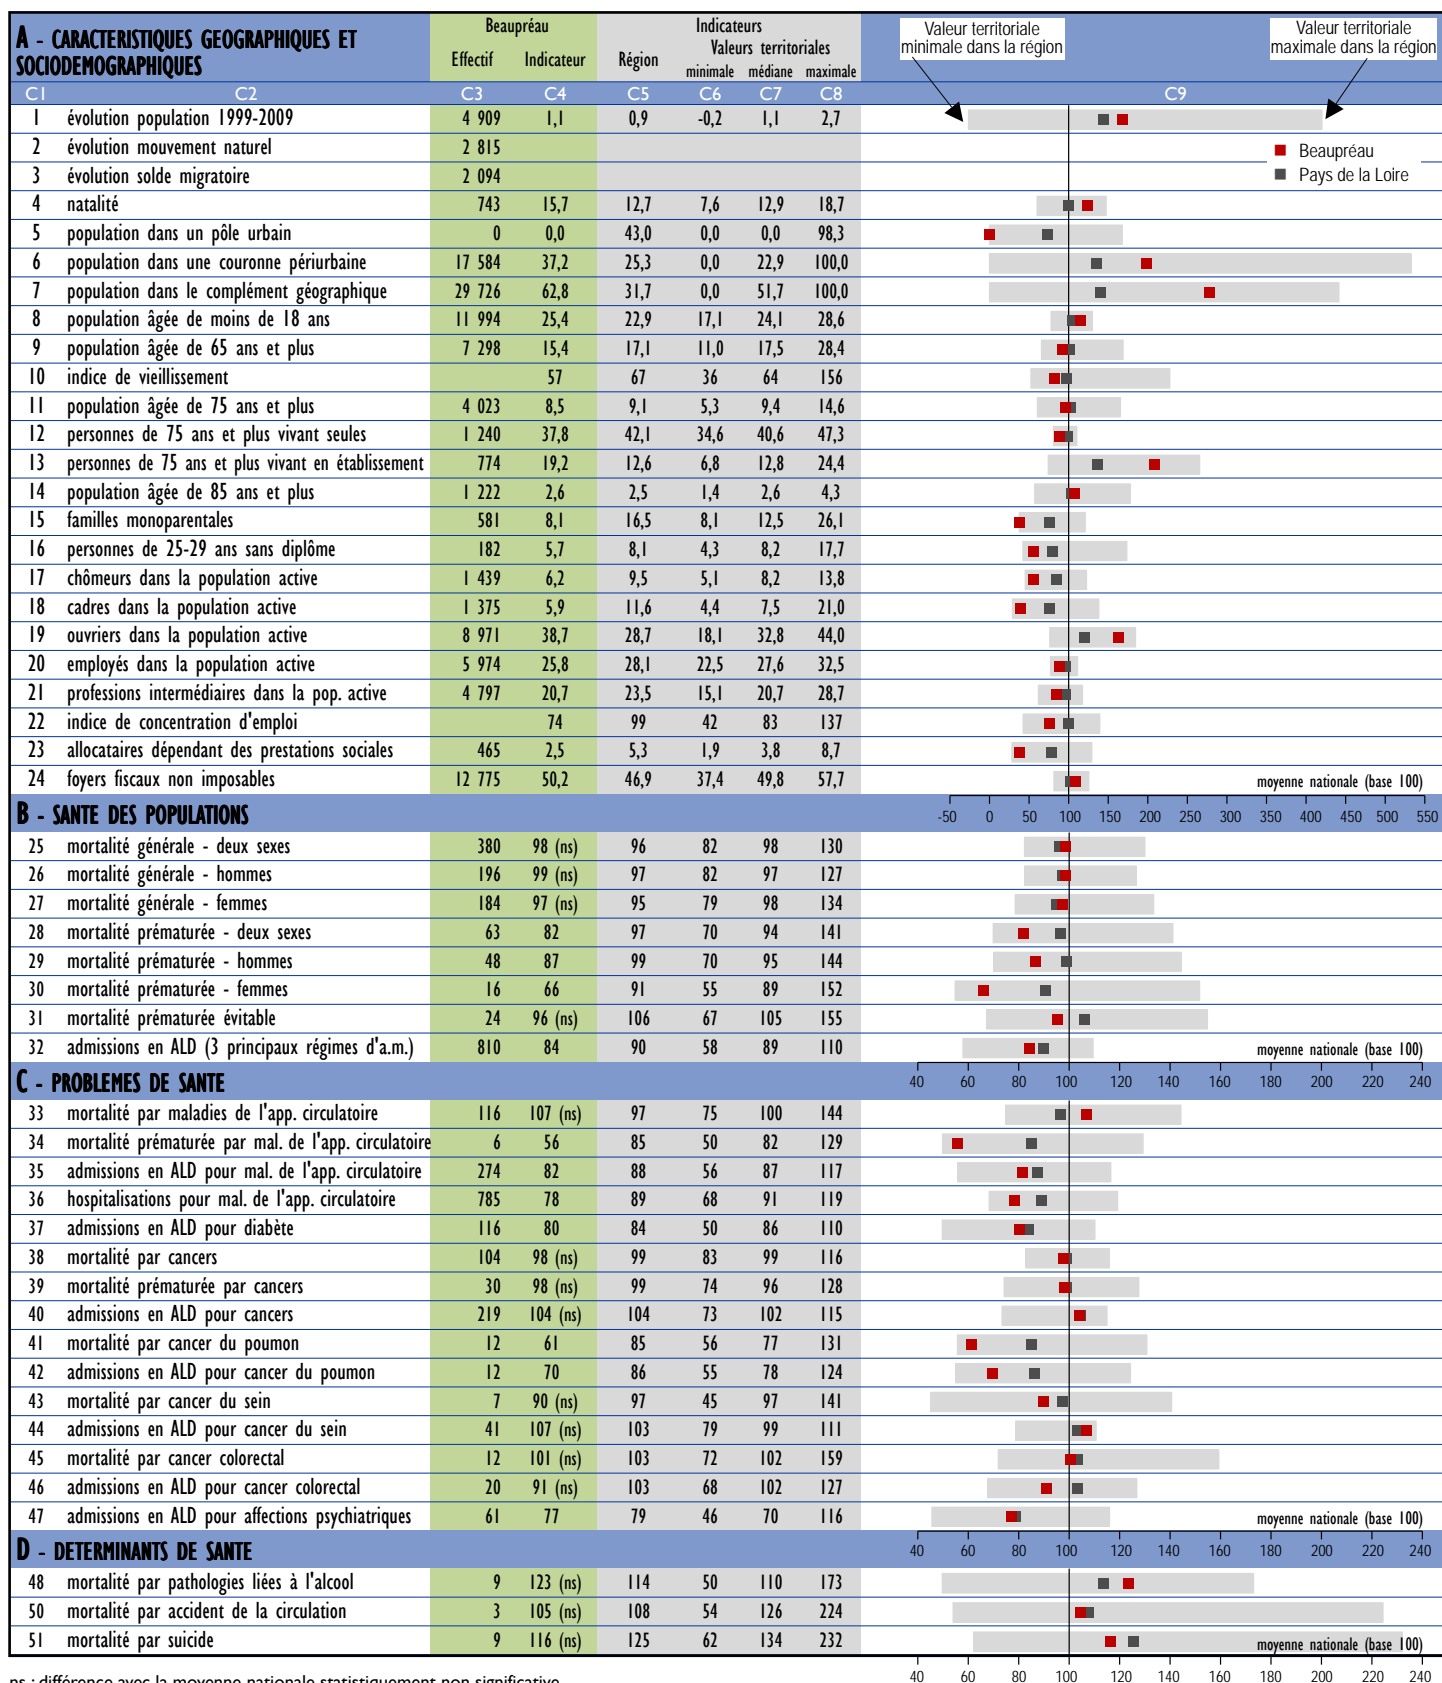 A - CARACTERISTIQUES GEOGRAPHIQUES ET SOCIODEMOGRAPHIQUES
Beaupréau
Effectif Indicateur
Indicateurs
Région Valeurs territoriales
minimale médiane maximale
Valeur territoriale minimale dans la région
Valeur territoriale maximale dans la région
C1 C2 C3 C4 C5 C6 C7 C8 C9
1 évolution population 1999-2009 4 909 1,1 0,9 -0,2 1,1 2,7
2 évolution mouvement naturel 2 815
Beaupréau
3 évolution solde migratoire 2 094
Pays de la Loire
4 natalité 743 15,7 12,7 7,6 12,9 18,7
5 population dans un pôle urbain 0 0,0 43,0 0,0 0,0 98,3
6 population dans une couronne périurbaine 17 584 37,2 25,3 0,0 22,9 100,0
7 population dans le complément géographique 29 726 62,8 31,7 0,0 51,7 100,0
8 population âgée de moins de 18 ans 11 994 25,4 22,9 17,1 24,1 28,6
9 population âgée de 65 ans et plus 7 298 15,4 17,1 11,0 17,5 28,4
10 indice de vieillissement 57 67 36 64 156
11 population âgée de 75 ans et plus 4 023 8,5 9,1 5,3 9,4 14,6
12 personnes de 75 ans et plus vivant seules 1 240 37,8 42,1 34,6 40,6 47,3
13 personnes de 75 ans et plus vivant en établissement 774 19,2 12,6 6,8 12,8 24,4
14 population âgée de 85 ans et plus 1 222 2,6 2,5 1,4 2,6 4,3
15 familles monoparentales 581 8,1 16,5 8,1 12,5 26,1
16 personnes de 25-29 ans sans diplôme 182 5,7 8,1 4,3 8,2 17,7
17 chômeurs dans la population active 1 439 6,2 9,5 5,1 8,2 13,8
18 cadres dans la population active 1 375 5,9 11,6 4,4 7,5 21,0
19 ouvriers dans la population active 8 971 38,7 28,7 18,1 32,8 44,0
20 employés dans la population active 5 974 25,8 28,1 22,5 27,6 32,5
21 professions intermédiaires dans la pop. active 4 797 20,7 23,5 15,1 20,7 28,7
22 indice de concentration d'emploi 74 99 42 83 137
23 allocataires dépendant des prestations sociales 465 2,5 5,3 1,9 3,8 8,7
24 foyers fiscaux non imposables 12 775 50,2 46,9 37,4 49,8 57,7 moyenne nationale (base 100)
B - SANTE DES POPULATIONS -50 0 50 100 150 200 250 300 350 400 450 500 550
25 mortalité générale - deux sexes 380 98 (ns) 96 82 98 130
26 mortalité générale - hommes 196 99 (ns) 97 82 97 127
27 mortalité générale - femmes 184 97 (ns) 95 79 98 134
28 mortalité prématurée - deux sexes 63 82 97 70 94 141
29 mortalité prématurée - hommes 48 87 99 70 95 144
30 mortalité prématurée - femmes 16 66 91 55 89 152
31 mortalité prématurée évitable 24 96 (ns) 106 67 105 155
32 admissions en ALD (3 principaux régimes d'a.m.) 810 84 90 58 89 110 moyenne nationale (base 100)
C - PROBLEMES DE SANTE 40 60 80 100 120 140 160 180 200 220 240
33 mortalité par maladies de l'app. circulatoire 116 107 (ns) 97 75 100 144
34 mortalité prématurée par mal. de l'app. circulatoire 6 56 85 50 82 129
35 admissions en ALD pour mal. de l'app. circulatoire 274 82 88 56 87 117
36 hospitalisations pour mal. de l'app. circulatoire 785 78 89 68 91 119
37 admissions en ALD pour diabète 116 80 84 50 86 110
38 mortalité par cancers 104 98 (ns) 99 83 99 116
39 mortalité prématurée par cancers 30 98 (ns) 99 74 96 128
40 admissions en ALD pour cancers 219 104 (ns) 104 73 102 115
41 mortalité par cancer du poumon 12 61 85 56 77 131
42 admissions en ALD pour cancer du poumon 12 70 86 55 78 124
43 mortalité par cancer du sein 7 90 (ns) 97 45 97 141
44 admissions en ALD pour cancer du sein 41 107 (ns) 103 79 99 111
45 mortalité par cancer colorectal 12 101 (ns) 103 72 102 159
46 admissions en ALD pour cancer colorectal 20 91 (ns) 103 68 102 127
47 admissions en ALD pour affections psychiatriques 61 77 79 46 70 116 moyenne nationale (base 100)
D - DETERMINANTS DE SANTE 40 60 80 100 120 140 160 180 200 220 240
48 mortalité par pathologies liées à l'alcool 9 123 (ns) 114 50 110 173
50 mortalité par accident de la circulation 3 105 (ns) 108 54 126 224
51 mortalité par suicide 9 116 (ns) 125 62 134 232 moyenne nationale (base 100)
40 60 80 100 120 140 160 180 200 220 240
ns : différence avec la moyenne nationale statistiquement non significative